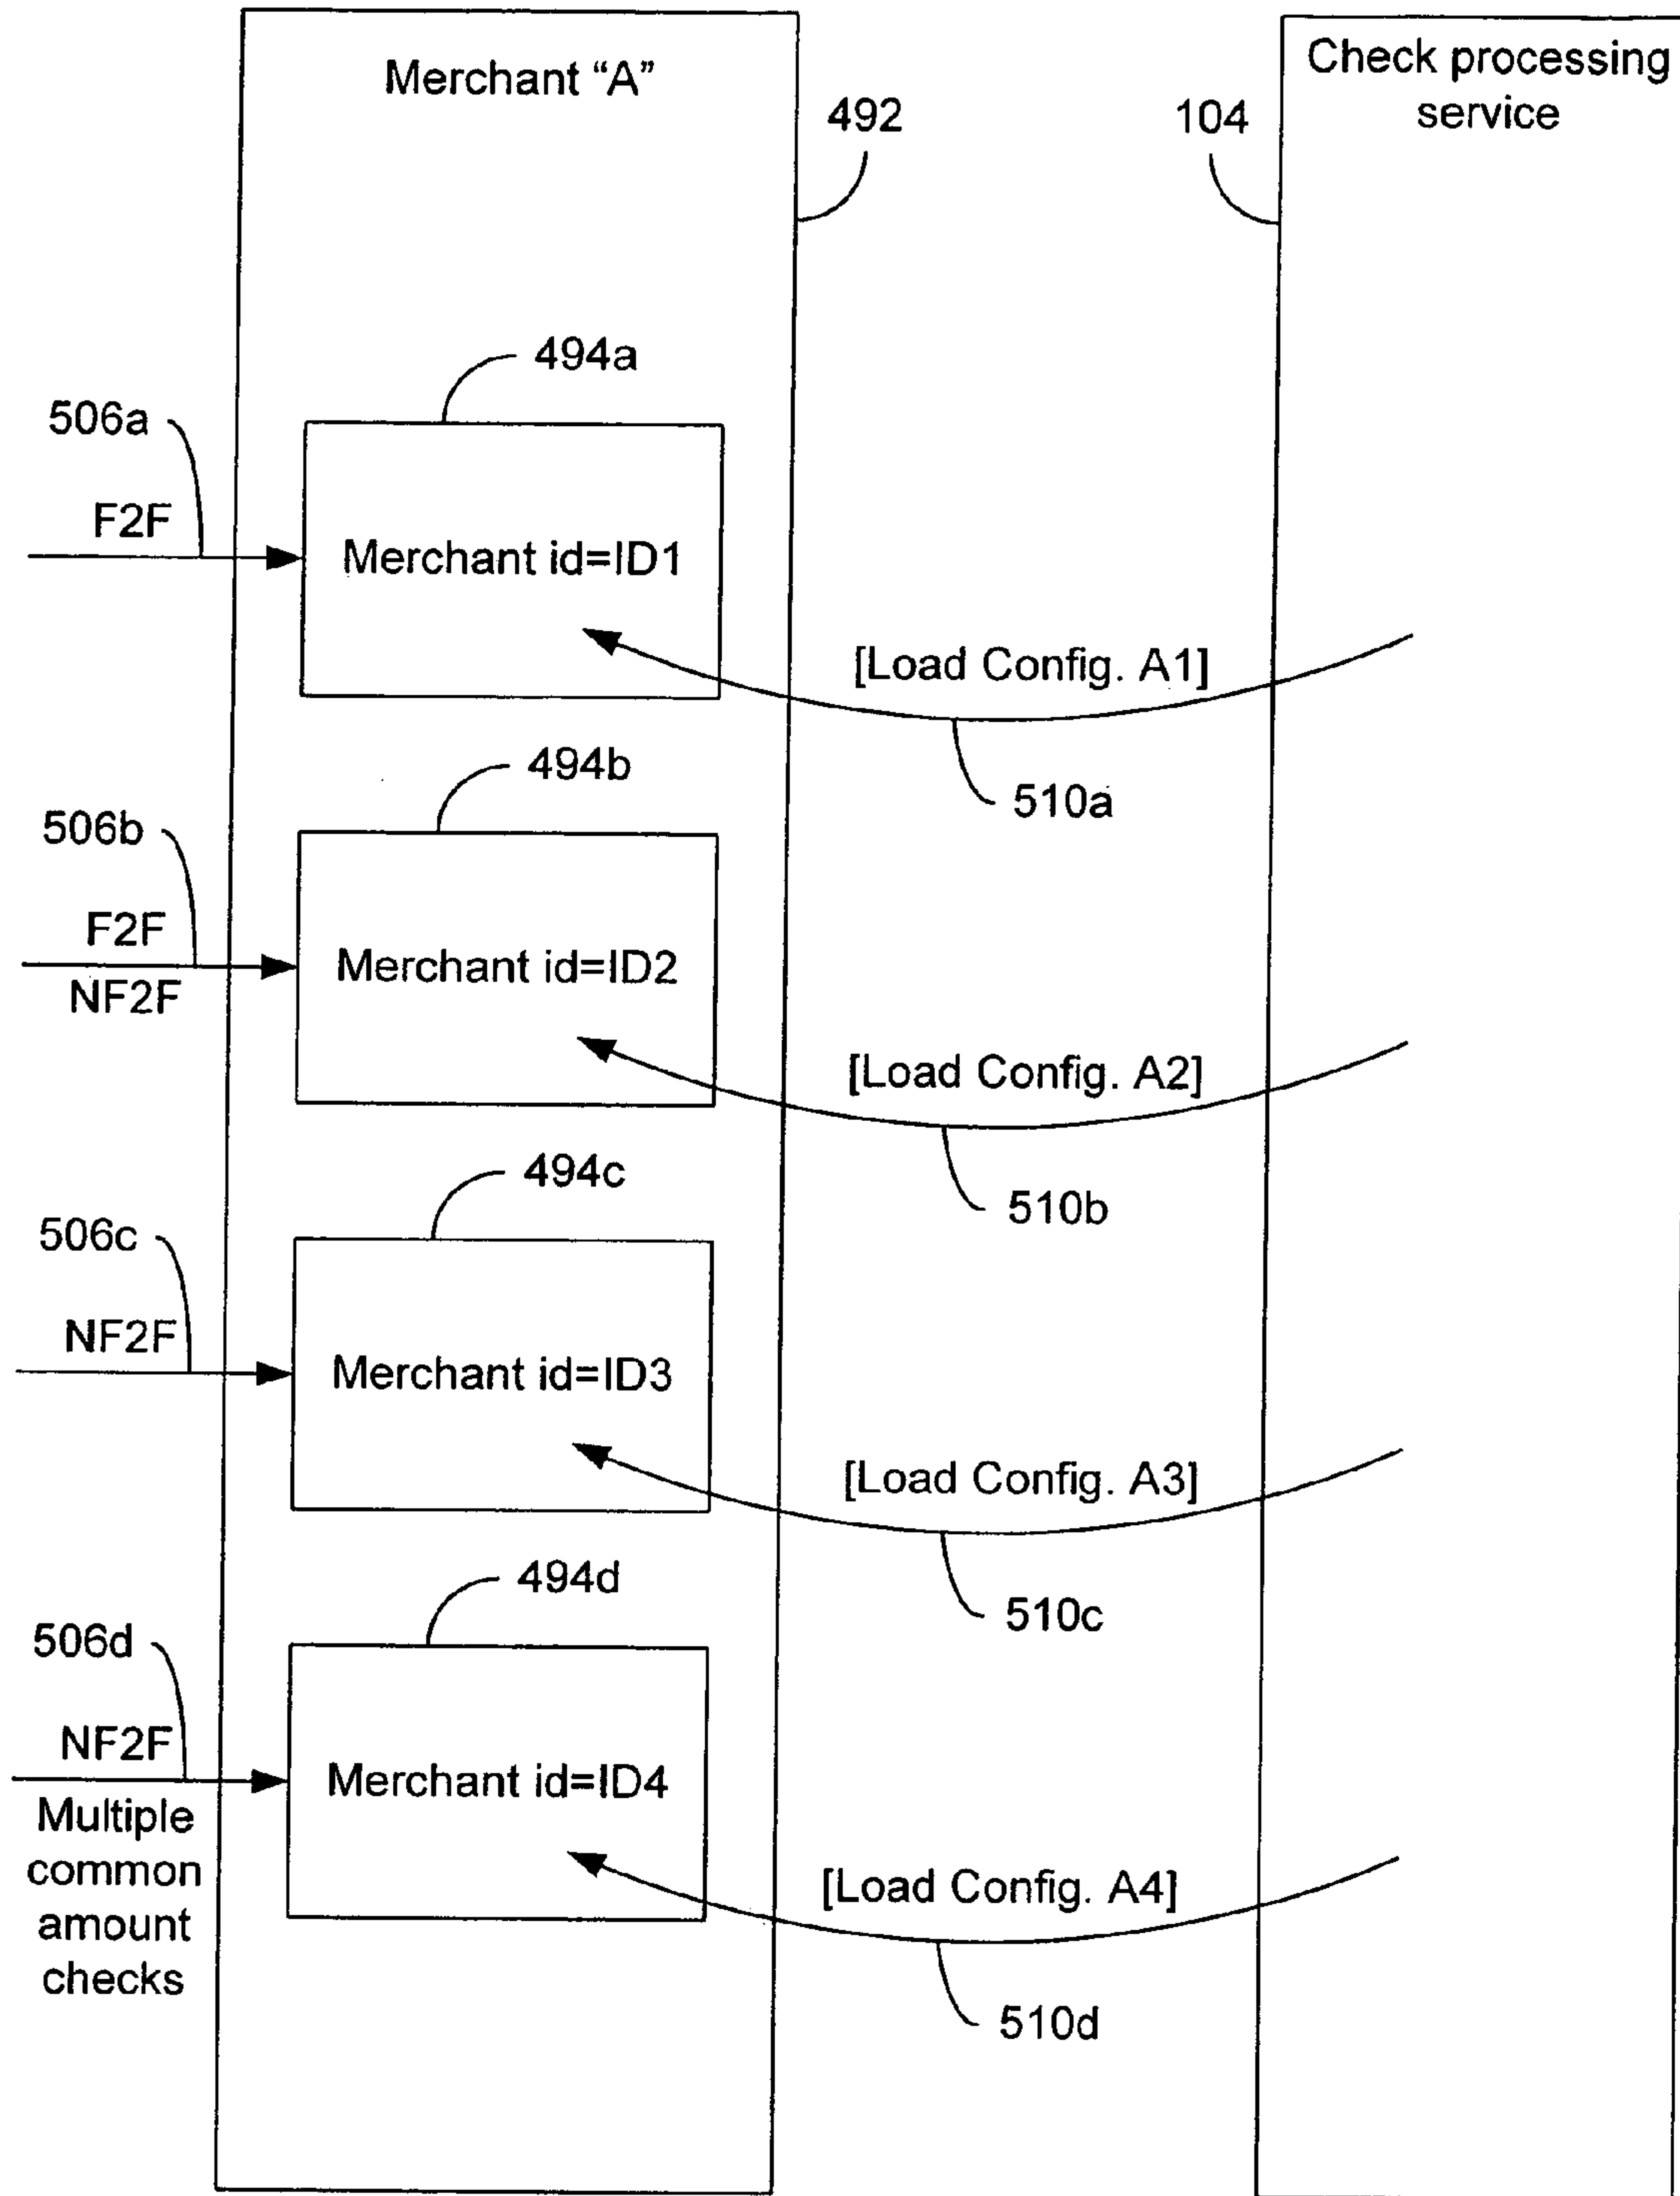 Merchant “A”
Check processing
service
492
104
494a
506a
F2F
Merchant id=ID1
[Load Config. A1]
510a
494b
506b
F2F
NF2F
Merchant id=ID2
[Load Config. A2]
510b
494c
506c
NF2F
Merchant id=ID3
[Load Config. A3]
510c
494d
506d
NF2F
Multiple
common
amount
checks
Merchant id=ID4
[Load Config. A4]
510d